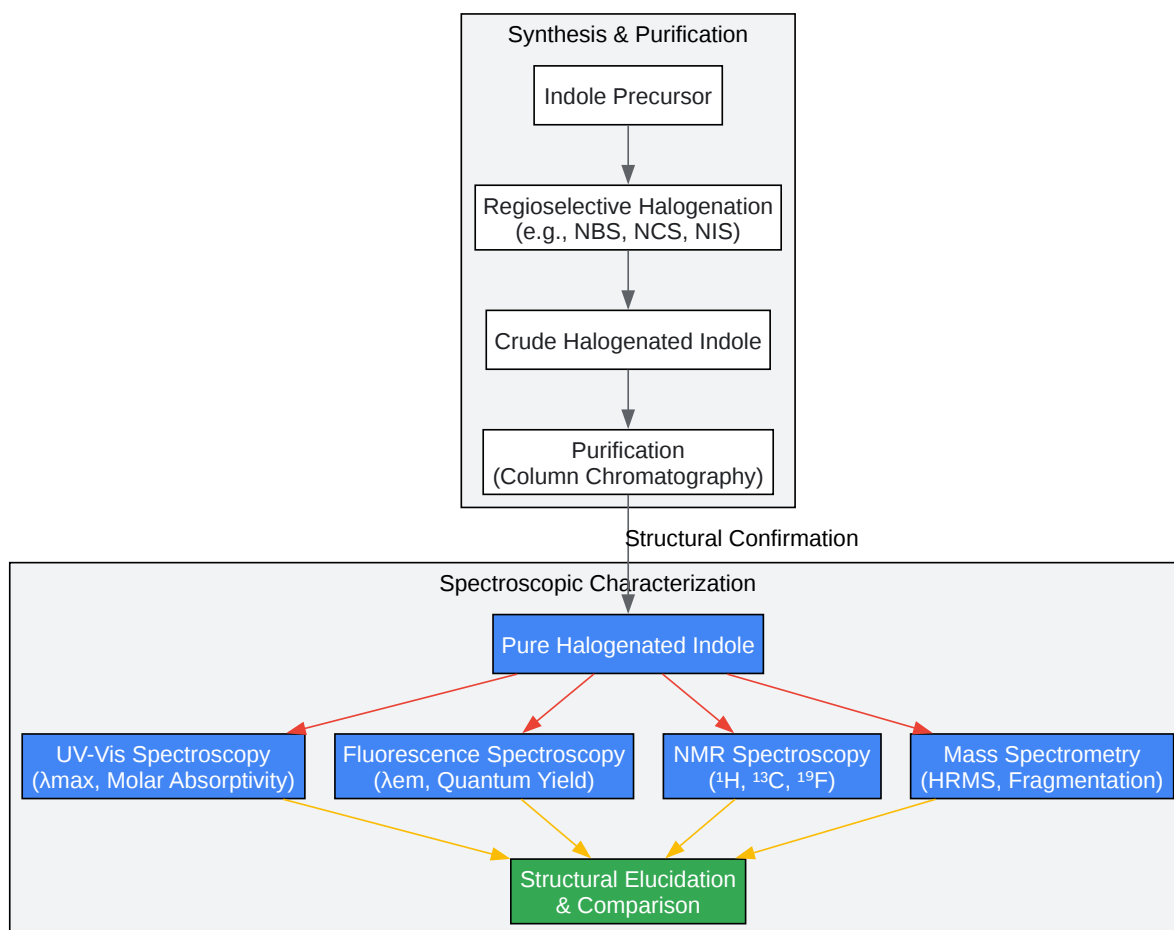 Synthesis & Purification
Indole Precursor
Regioselective Halogenation
(e.g., NBS, NCS, NIS)
Crude Halogenated Indole
Purification
(Column Chromatography)
Structural Confirmation
Spectroscopic Characterization
Pure Halogenated Indole
UV-Vis Spectroscopy
(λmax, Molar Absorptivity)
Fluorescence Spectroscopy
(λem, Quantum Yield)
NMR Spectroscopy
(¹H, ¹³C, ¹⁹F)
Mass Spectrometry
(HRMS, Fragmentation)
Structural Elucidation
& Comparison